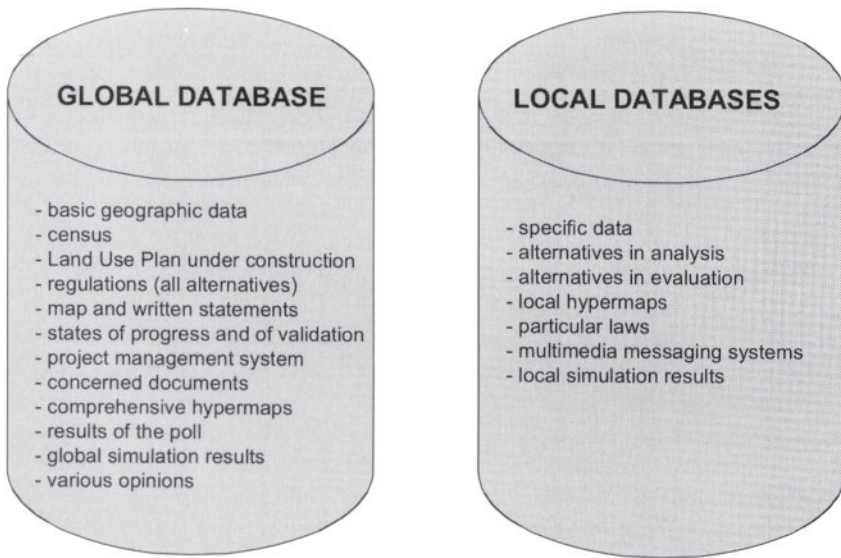 GLOBAL DATABASE
- basic geographic data
- census
- Land Use Plan under construction
- regulations (all alternatives)
- map and written statements
- states of progress and of validation
- project management system
- concerned documents
- comprehensive hypermaps
- results of the poll
- global simulation results
- various opinions
LOCAL DATABASES
- specific data
- alternatives in analysis
- alternatives in evaluation
- local hypermaps
- particular laws
- multimedia messaging systems
- local simulation results